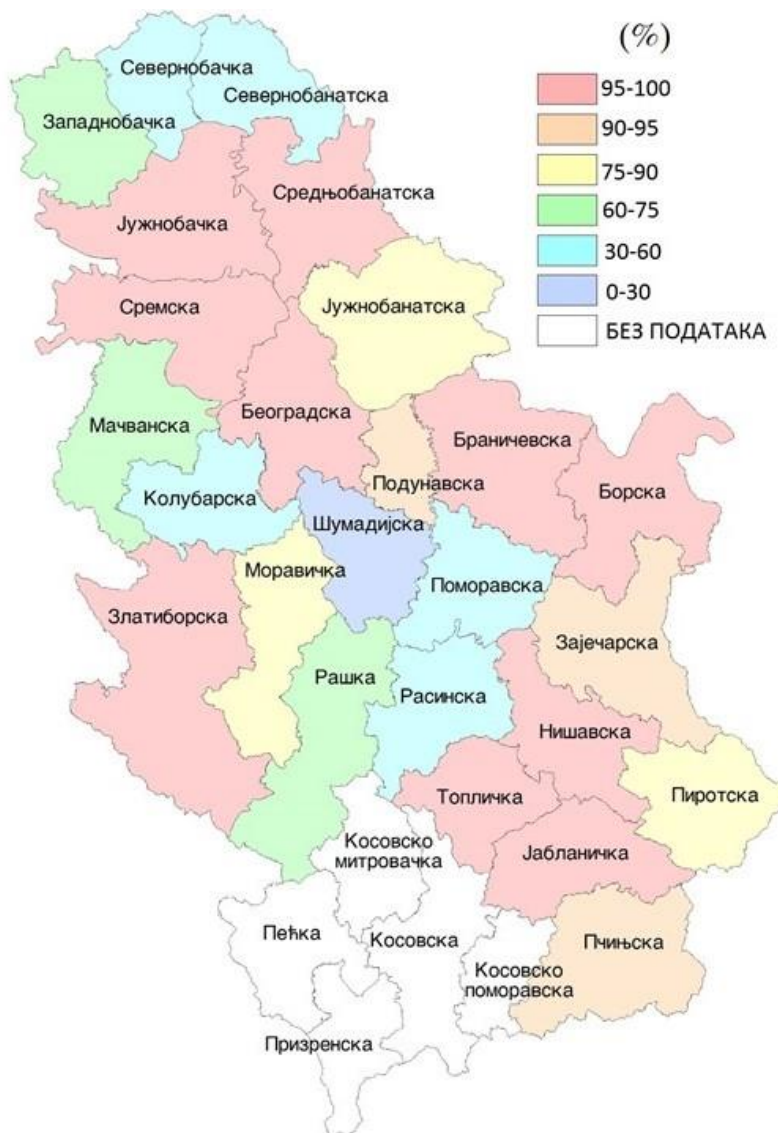 (%)
95-100
90-95
75-90
60-75
30-60
0-30
БЕЗ ПОДАТАКА
Севернобачка
Севернобанатска
Западнобачка
Средњобанатска
Јужнобачка
Сремска
Јужнобанатска
Мачванска
Београдска
Браничевска
Колубарска
Подунавска
Борска
Шумадијска
Моравичка
Поморавска
Златиборска
Зајечарска
Рашка
Расинска
Нишавска
Топличка
Пиротска
Косовско
митровачка
Јабланичка
Пећка
Косовска
Пчињска
Косовско
поморавска
Призренска